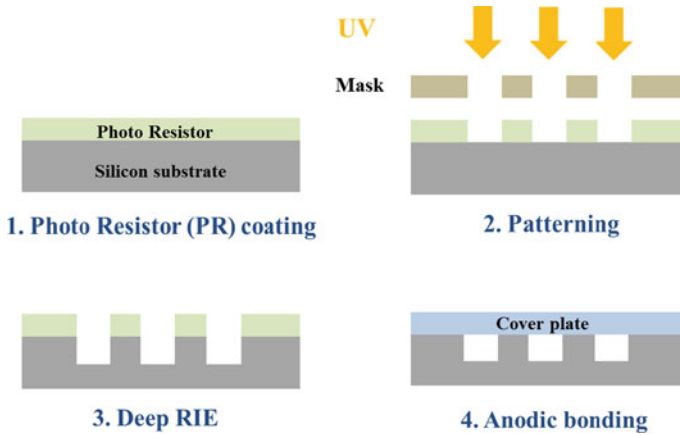 UV
Mask
Photo Resistor
Silicon substrate
1. Photo Resistor (PR) coating
2. Patterning
Cover plate
3. Deep RIE
4. Anodic bonding